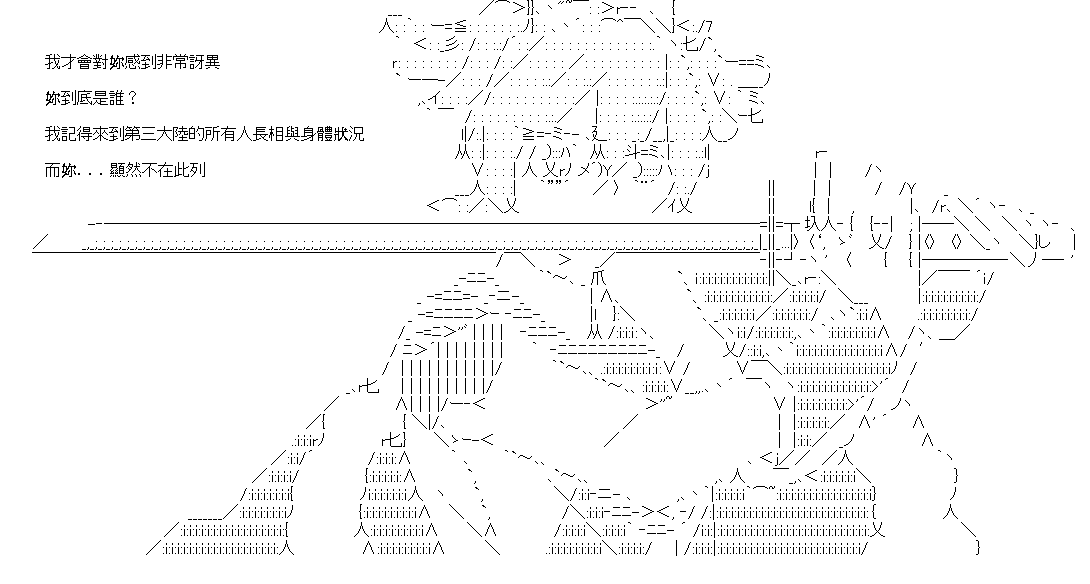 我才會對妳感到非常訝異
妳到底是誰？
我記得來到第三大陸的所有人長相與身體狀況
而妳...顯然不在此列